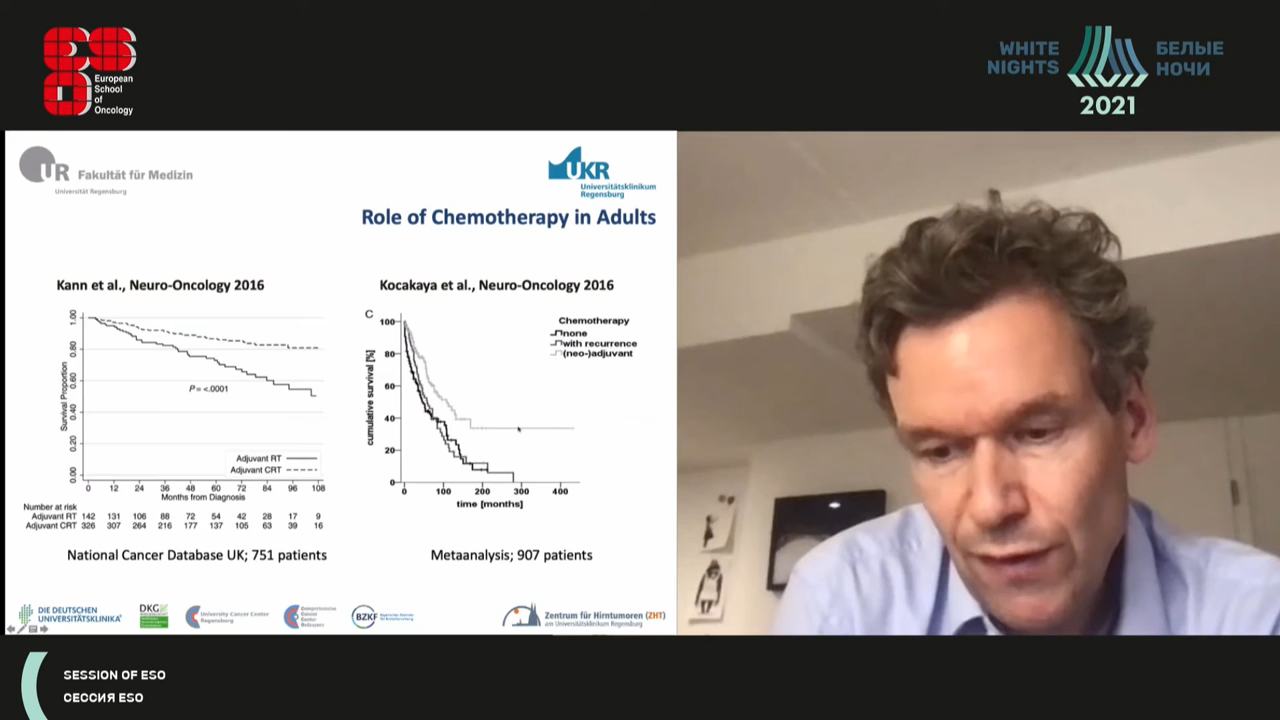 European
School
of
Oncology
WHITE
NIGHTS
БЕЛЫЕ
НОЧИ
2021
UR Fakultät für Medizin
Universität Regensburg
UKR
Universitätsklinikum
Regensburg
Role of Chemotherapy in Adults
Kann et al., Neuro-Oncology 2016
Survival Proportion
1.00
0.80
0.60
0.40
0.20
0.00
P = <.0001
Adjuvant RT
Adjuvant CRT
0 12 24 36 48 60 72 84 96 108
Months from Diagnosis
Number at risk
Adjuvant RT 142 131 106 88 72 54 42 28 17 9
Adjuvant CRT 326 307 264 216 177 137 105 63 39 16
National Cancer Database UK; 751 patients
Kocakaya et al., Neuro-Oncology 2016
C
cumulative survival [%]
100
80
60
40
20
0
Chemotherapy
none
with recurrence
(neo-)adjuvant
0 100 200 300 400
time [months]
Metaanalysis; 907 patients
DIE DEUTSCHEN
UNIVERSITÄTSKLINIKA
DKG
University Cancer Center
Regensburg
BZKF
Zentrum für Hirntumoren (ZHT)
am Universitätsklinikum Regensburg
SESSION OF ESO
СЕССИЯ ESO